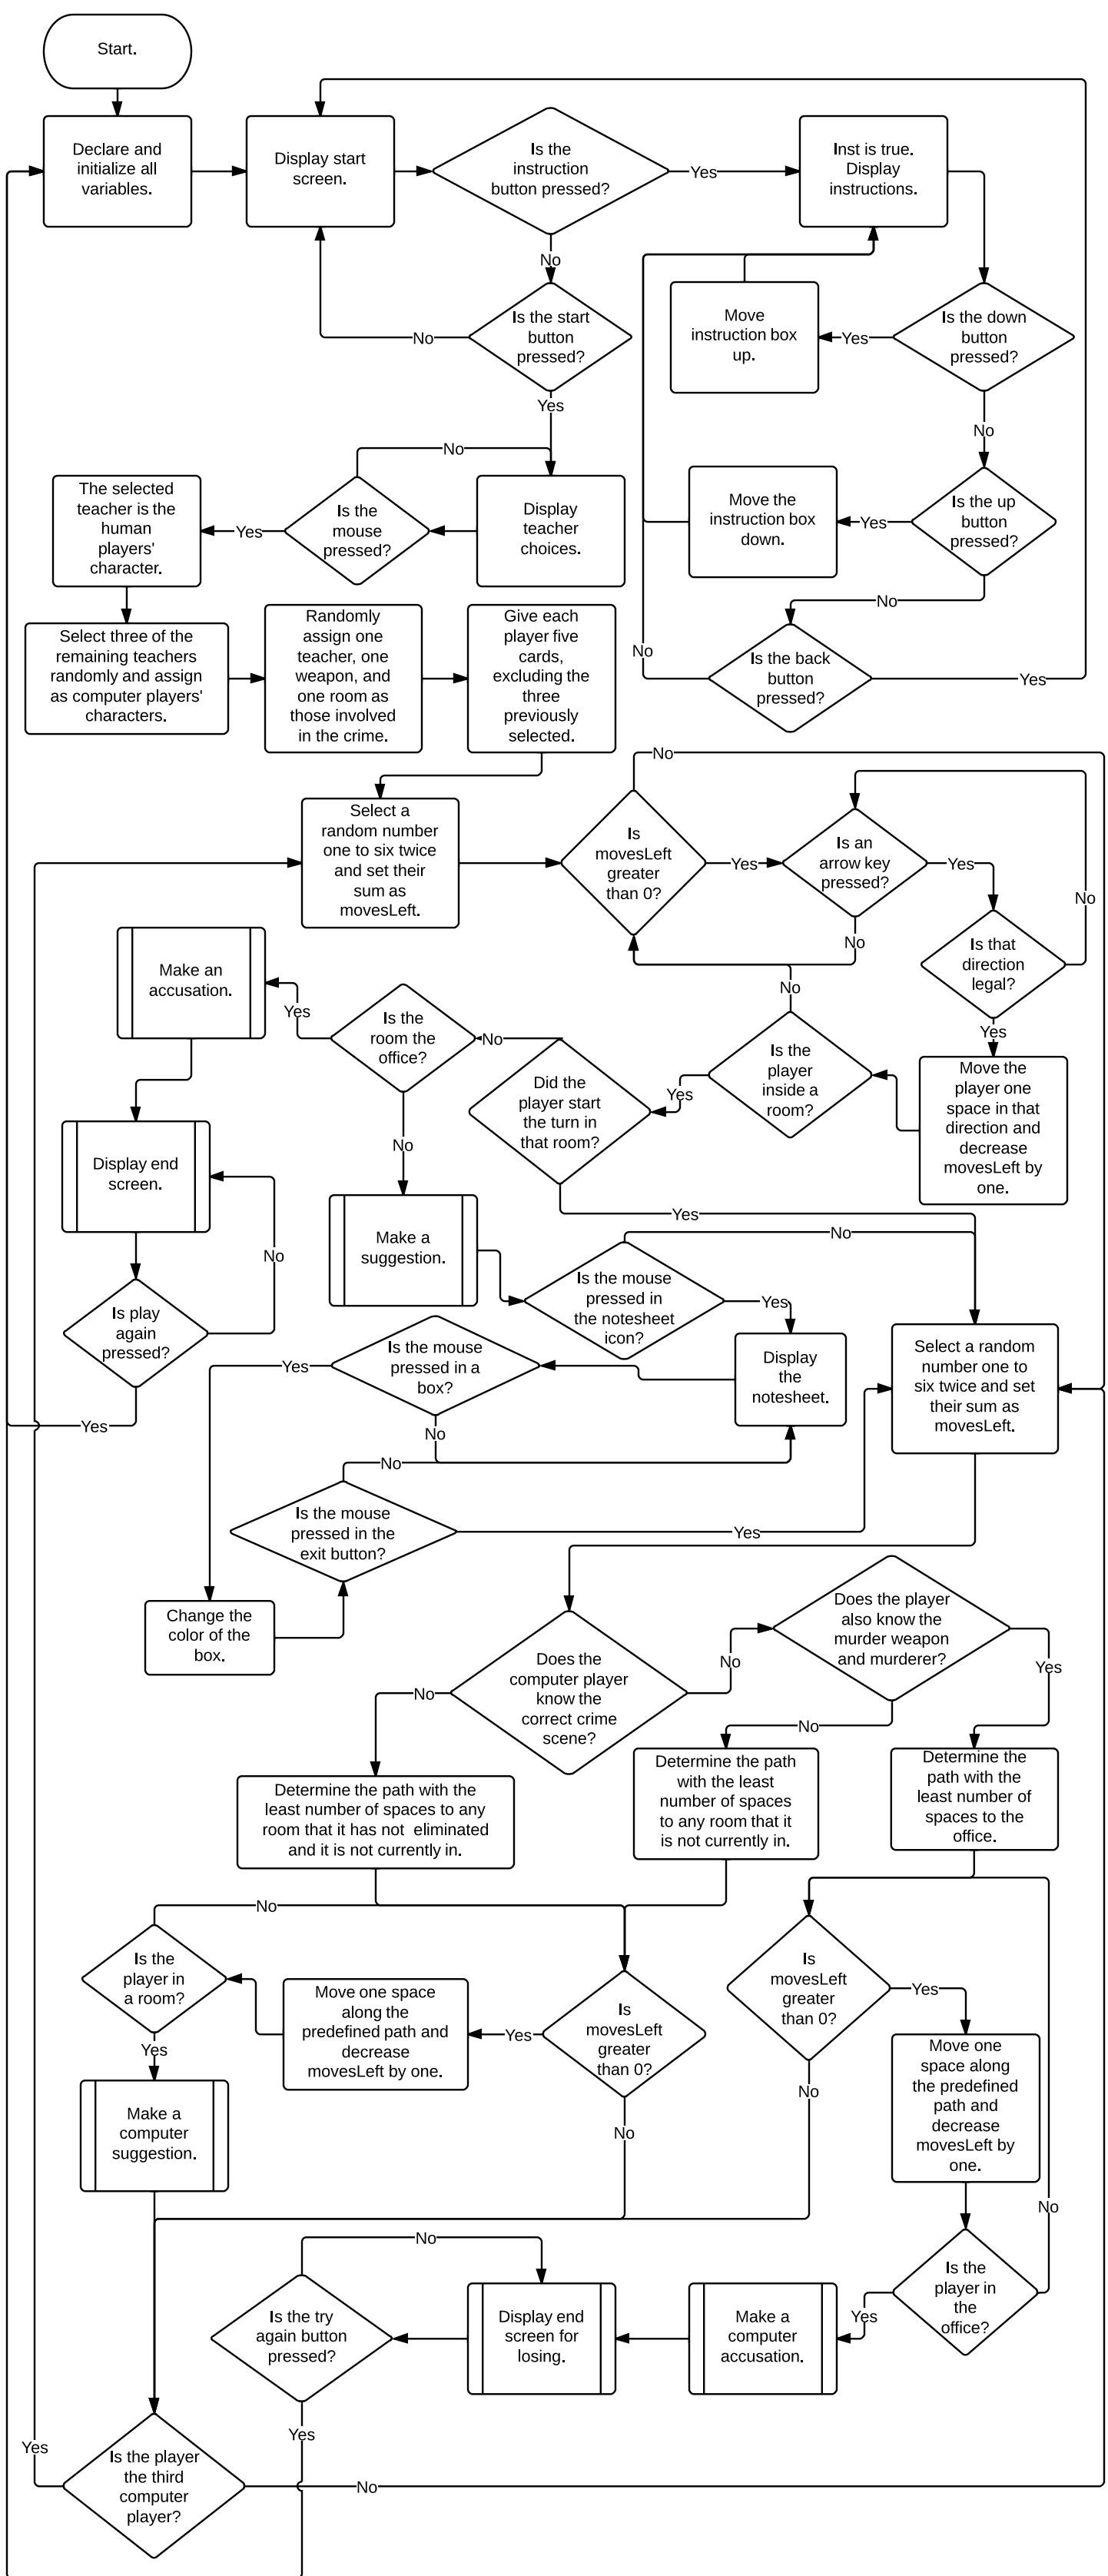 Start.
Declare and
initialize all
variables.
Display start
screen.
Is the
instruction
button pressed?
Yes
Inst is true.
Display
instructions.
No
Is the start
button
pressed?
No
Move
instruction box
up.
Yes
Is the down
button
pressed?
Yes
No
No
The selected
teacher is the
human
players'
character.
Yes
Is the
mouse
pressed?
Display
teacher
choices.
Move the
instruction box
down.
Yes
Is the up
button
pressed?
No
Select three of the
remaining teachers
randomly and assign
as computer players'
characters.
Randomly
assign one
teacher, one
weapon, and
one room as
those involved
in the crime.
Give each
player five
cards,
excluding the
three
previously
selected.
No
Is the back
button
pressed?
Yes
No
Select a
random number
one to six twice
and set their
sum as
movesLeft.
Is
movesLeft
greater
than 0?
Yes
Is an
arrow key
pressed?
Yes
No
No
Is that
direction
legal?
Make an
accusation.
Yes
Is the
room the
office?
No
Did the
player start
the turn in
that room?
Yes
No
Is the
player
inside a
room?
Yes
Move the
player one
space in that
direction and
decrease
movesLeft by
one.
No
Display end
screen.
No
Make a
suggestion.
Yes
No
Is the mouse
pressed in
the notesheet
icon?
Yes
Is play
again
pressed?
Yes
Yes
Is the mouse
pressed in a
box?
Display
the
notesheet.
Select a random
number one to
six twice and set
their sum as
movesLeft.
No
No
Is the mouse
pressed in the
exit button?
Yes
Change the
color of the
box.
Does the
computer player
know the
correct crime
scene?
No
No
Does the player
also know the
murder weapon
and murderer?
Yes
No
Determine the path with the
least number of spaces to any
room that it has not  eliminated
and it is not currently in.
Determine the path
with the least
number of spaces
to any room that it
is not currently in.
Determine the
path with the
least number of
spaces to the
office.
No
Is the
player in
a room?
Move one space
along the
predefined path and
decrease
movesLeft by one.
Yes
Is
movesLeft
greater
than 0?
Is
movesLeft
greater
than 0?
Yes
Yes
Make a
computer
suggestion.
No
No
Move one
space along
the predefined
path and
decrease
movesLeft by
one.
No
No
Is the try
again button
pressed?
Display end
screen for
losing.
Make a
computer
accusation.
Yes
Is the
player in
the
office?
Yes
Yes
Is the player
the third
computer
player?
No